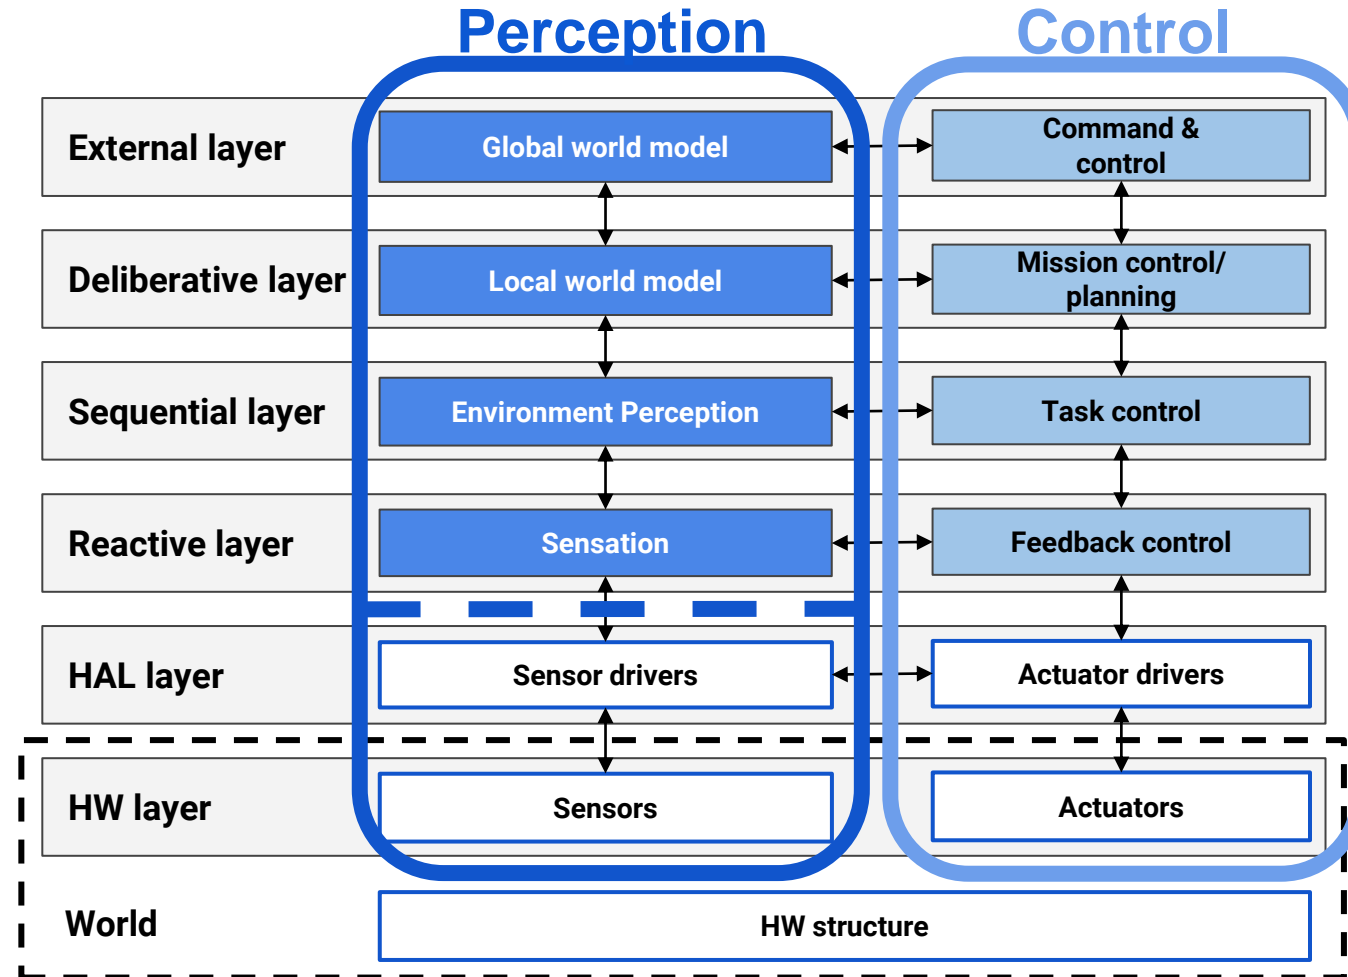 Perception
Control
External layer
Global world model
Command &
control
Deliberative layer
Local world model
Mission control/
planning
Sequential layer
Environment Perception
Task control
Reactive layer
Sensation
Feedback control
HAL layer
Sensor drivers
Actuator drivers
HW layer
Sensors
Actuators
World
HW structure